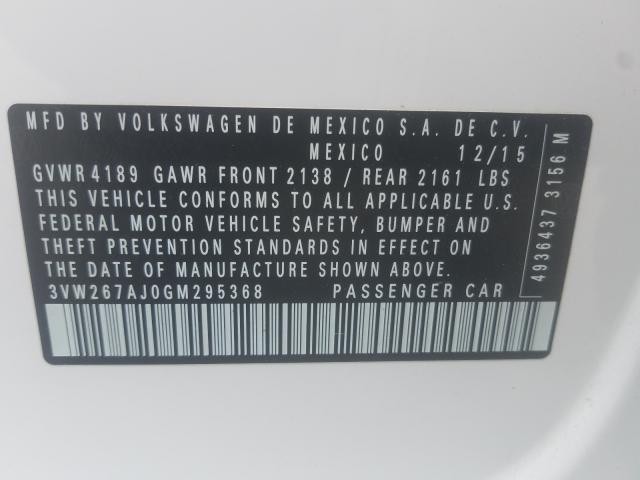 MFD BY VOLKSWAGEN DE MEXICO S.A. DE C.V.
MEXICO 12/15
GVWR 4189 GAWR FRONT 2138 / REAR 2161 LBS
THIS VEHICLE CONFORMS TO ALL APPLICABLE U.S.
FEDERAL MOTOR VEHICLE SAFETY, BUMPER AND
THEFT PREVENTION STANDARDS IN EFFECT ON
THE DATE OF MANUFACTURE SHOWN ABOVE.
3VW267AJ0GM295368 PASSENGER CAR
4936437 3156 M